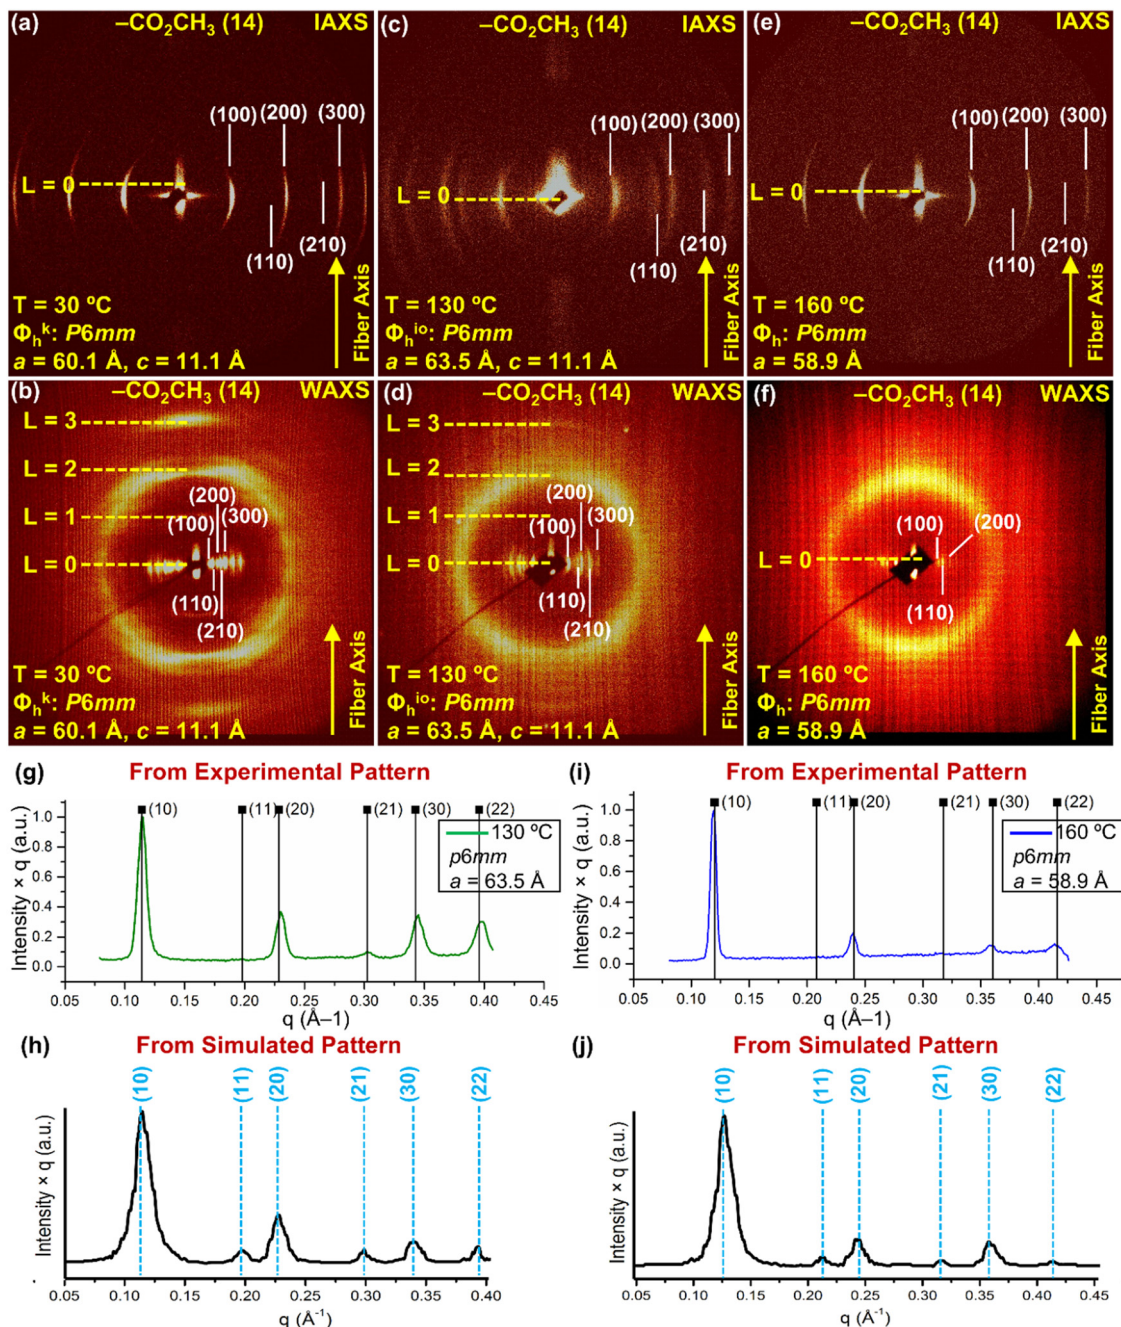 (a) –CO₂CH₃ (14) IAXS
(100) (200) (300)
L = 0
(210)
(110)
T = 30 ºC
Φₕᵏ: P6mm
a = 60.1 Å, c = 11.1 Å
Fiber Axis
(c) –CO₂CH₃ (14) IAXS
(100) (200) (300)
L = 0
(210)
(110)
T = 130 ºC
Φₕⁱᵒ: P6mm
a = 63.5 Å, c = 11.1 Å
Fiber Axis
(e) –CO₂CH₃ (14) IAXS
(100) (200) (300)
L = 0
(210)
(110)
T = 160 ºC
Φₕ: P6mm
a = 58.9 Å
Fiber Axis
(b) –CO₂CH₃ (14) WAXS
L = 3
L = 2
(200)
L = 1
(100) (300)
L = 0
(110)
(210)
T = 30 ºC
Φₕᵏ: P6mm
a = 60.1 Å, c = 11.1 Å
Fiber Axis
(d) –CO₂CH₃ (14) WAXS
L = 3
L = 2
(200)
L = 1
(100) (300)
L = 0
(110)
(210)
T = 130 ºC
Φₕⁱᵒ: P6mm
a = 63.5 Å, c = 11.1 Å
Fiber Axis
(f) –CO₂CH₃ (14) WAXS
(100) (200)
L = 0
(110)
T = 160 ºC
Φₕ: P6mm
a = 58.9 Å
Fiber Axis
(g) From Experimental Pattern
(10) (11) (20) (21) (30) (22)
130 ºC
p6mm
a = 63.5 Å
Intensity × q (a.u.)
1.0
0.8
0.6
0.4
0.2
0.0
0.05 0.10 0.15 0.20 0.25 0.30 0.35 0.40 0.45
q (Å–1)
(i) From Experimental Pattern
(10) (11) (20) (21) (30) (22)
160 ºC
p6mm
a = 58.9 Å
Intensity × q (a.u.)
1.0
0.8
0.6
0.4
0.2
0.0
0.05 0.10 0.15 0.20 0.25 0.30 0.35 0.40 0.45
q (Å–1)
(h) From Simulated Pattern
(10) (11) (20) (21) (30) (22)
Intensity × q (a.u.)
0.05 0.10 0.15 0.20 0.25 0.30 0.35 0.40
q (Å⁻¹)
(j) From Simulated Pattern
(10) (11) (20) (21) (30) (22)
Intensity × q (a.u.)
0.05 0.10 0.15 0.20 0.25 0.30 0.35 0.40 0.45
q (Å⁻¹)